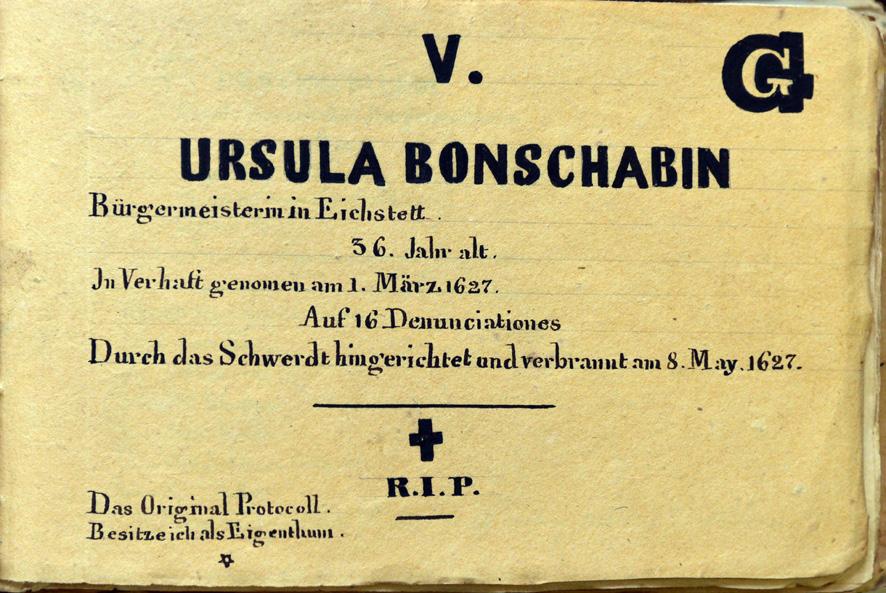 V.
G
URSULA BONSCHABIN
Bürgermeisterin in Eichstett.
36. Jahr alt.
In Verhaft genomen am 1. März 1627.
Auf 16 Denunciationes
Durch das Schwerdt hingerichtet und verbrannt am 8. May. 1627.
R.I.P.
Das Original Protocoll.
Besitze ich als Eigenthum.